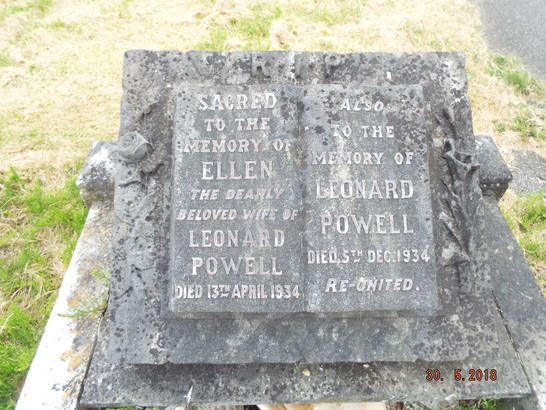 R.I.P.
SACRED
TO THE
MEMORY OF
ELLEN
THE DEARLY
BELOVED WIFE OF
LEONARD
POWELL
DIED 13TH APRIL 1934
ALSO
TO THE
MEMORY OF
LEONARD
POWELL
DIED, 5TH DEC. 1934
RE-UNITED.
30. 5.2018